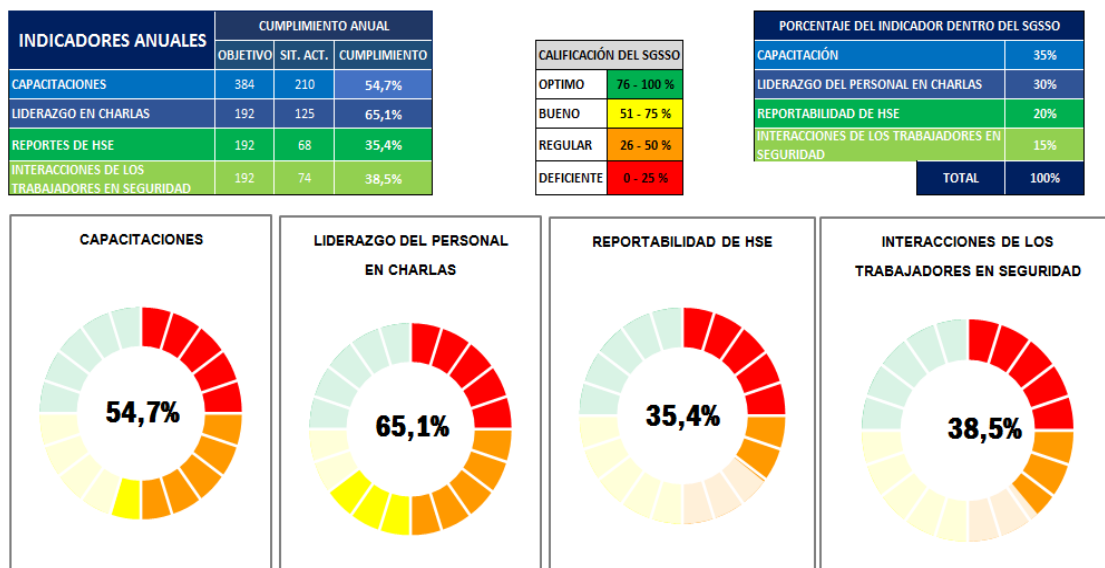 INDICADORES ANUALES
CUMPLIMIENTO ANUAL
OBJETIVO SIT. ACT. CUMPLIMIENTO
CAPACITACIONES 384 210 54,7%
LIDERAZGO EN CHARLAS 192 125 65,1%
REPORTES DE HSE 192 68 35,4%
INTERACCIONES DE LOS
TRABAJADORES EN SEGURIDAD 192 74 38,5%
CALIFICACIÓN DEL SGSSO
OPTIMO 76 - 100 %
BUENO 51 - 75 %
REGULAR 26 - 50 %
DEFICIENTE 0 - 25 %
PORCENTAJE DEL INDICADOR DENTRO DEL SGSSO
CAPACITACIÓN 35%
LIDERAZGO DEL PERSONAL EN CHARLAS 30%
REPORTABILIDAD DE HSE 20%
INTERACCIONES DE LOS TRABAJADORES EN
SEGURIDAD 15%
TOTAL 100%
CAPACITACIONES
54,7%
LIDERAZGO DEL PERSONAL
EN CHARLAS
65,1%
REPORTABILIDAD DE HSE
35,4%
INTERACCIONES DE LOS
TRABAJADORES EN SEGURIDAD
38,5%